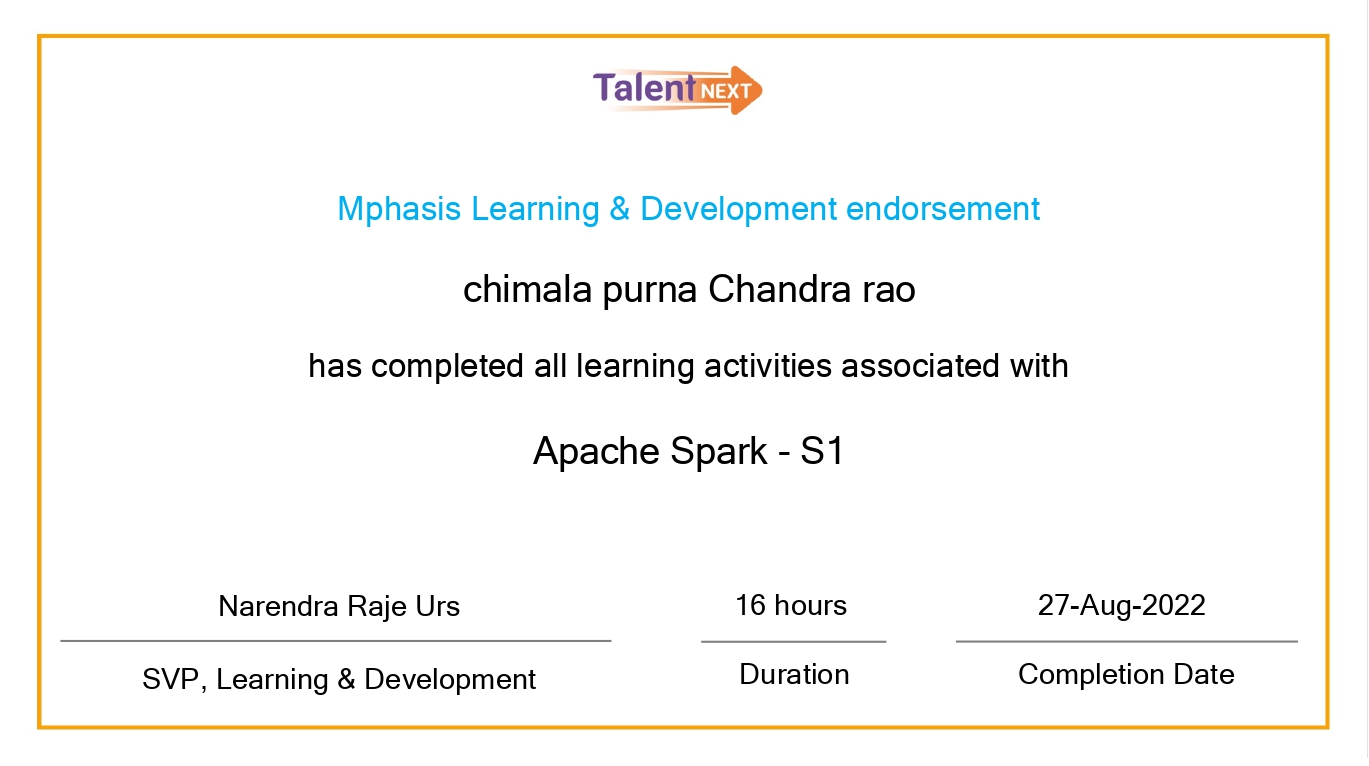 Talent NEXT
Mphasis Learning & Development endorsement
chimala purna Chandra rao
has completed all learning activities associated with
Apache Spark - S1
Narendra Raje Urs
SVP, Learning & Development
16 hours
Duration
27-Aug-2022
Completion Date